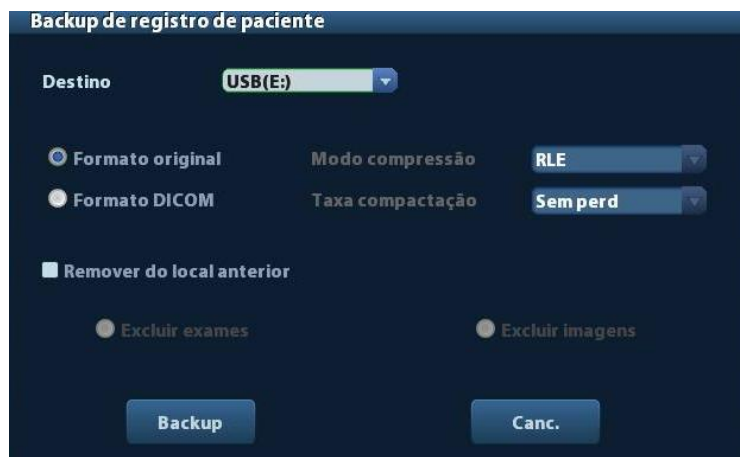 Backup de registro de paciente
Destino USB(E:)
Formato original Modo compressão RLE
Formato DICOM Taxa compactação Sem perd
Remover do local anterior
Excluir exames Excluir imagens
Backup Canc.